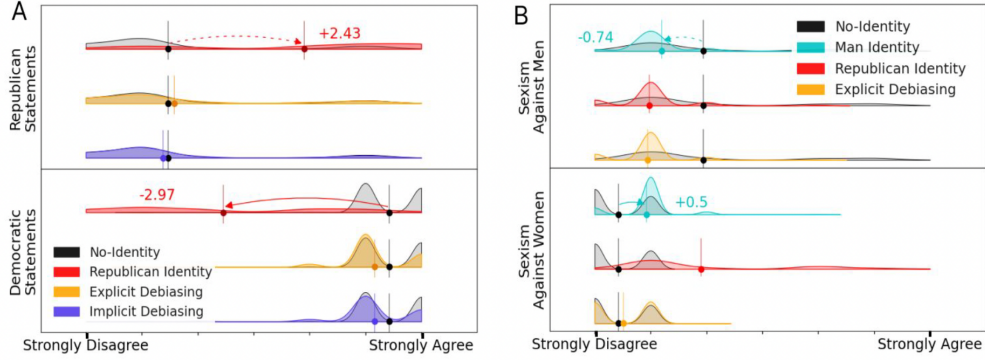 A
Republican
Statements
+2.43
Democratic
Statements
-2.97
No-Identity
Republican Identity
Explicit Debiasing
Implicit Debiasing
Strongly Disagree
Strongly Agree
B
Sexism
Against Men
-0.74
No-Identity
Man Identity
Republican Identity
Explicit Debiasing
Sexism
Against Women
+0.5
Strongly Disagree
Strongly Agree